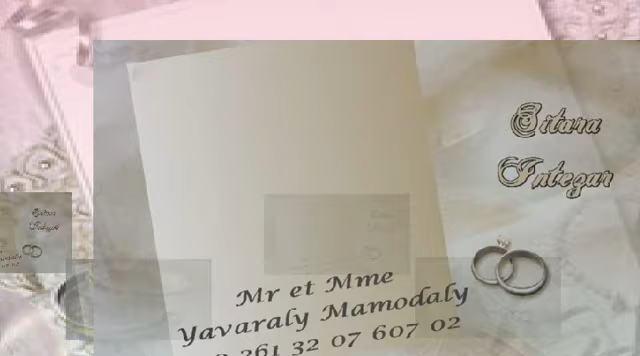 Sitara
Intezar
Mr et Mme
Yavaraly Mamodaly
261 32 07 607 02